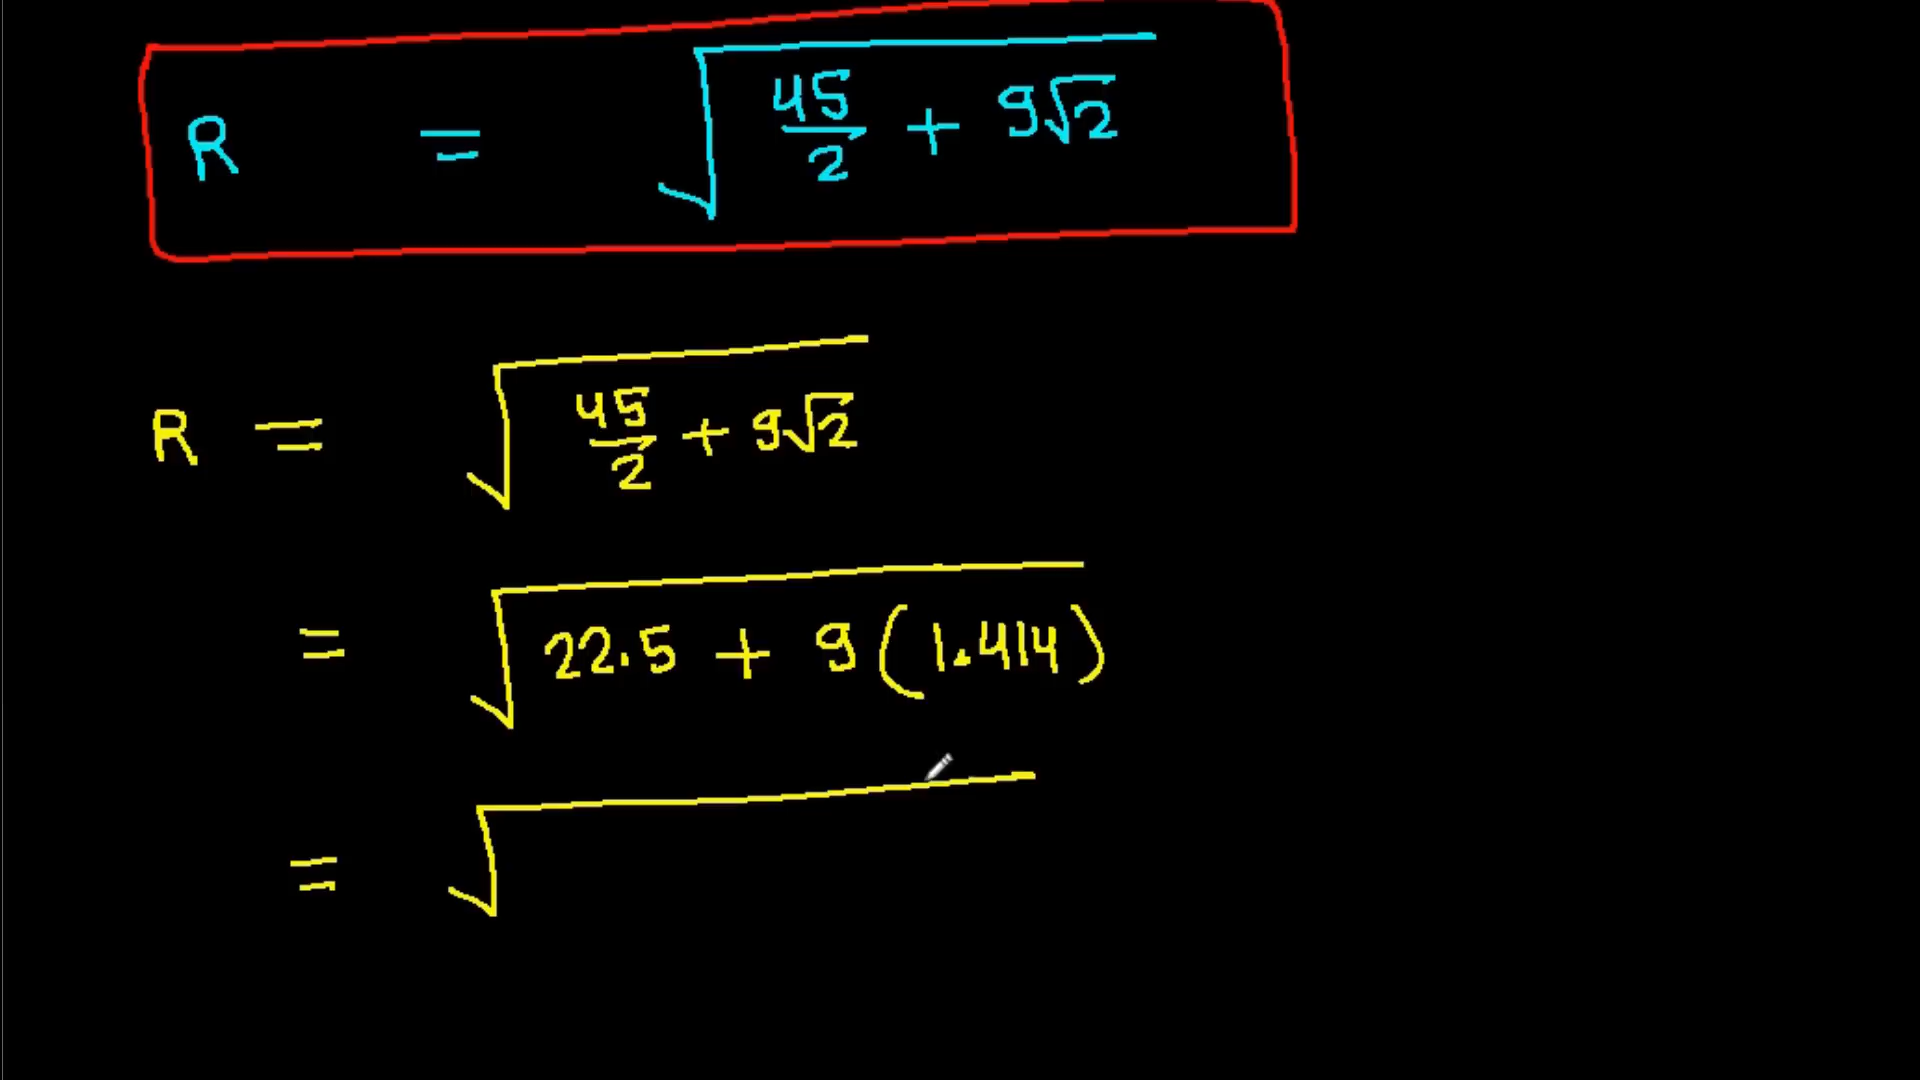 R = √(45/2 + 9√2)
R = √(45/2 + 9√2)
= √(22.5 + 9(1.414))
= √